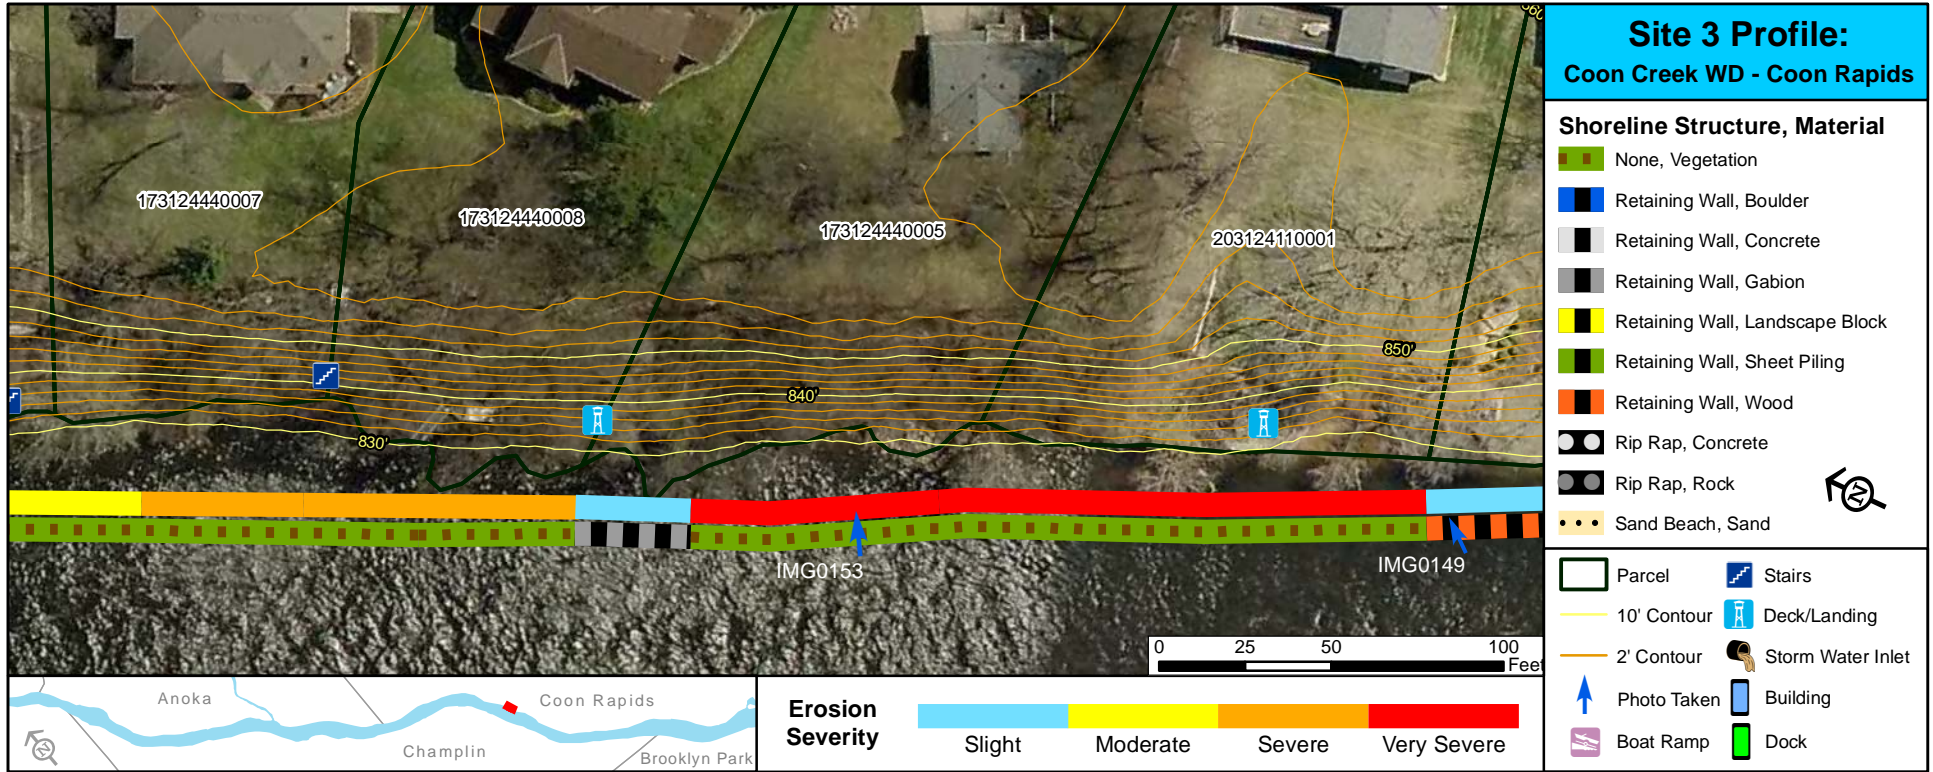 Site 3 Profile:
Coon Creek WD - Coon Rapids
Shoreline Structure, Material
None, Vegetation
Retaining Wall, Boulder
Retaining Wall, Concrete
Retaining Wall, Gabion
Retaining Wall, Landscape Block
Retaining Wall, Sheet Piling
Retaining Wall, Wood
Rip Rap, Concrete
Rip Rap, Rock
Sand Beach, Sand
N
Parcel
Stairs
10' Contour
Deck/Landing
2' Contour
Storm Water Inlet
Photo Taken
Building
Boat Ramp
Dock
860
173124440007
173124440008
173124440005
203124110001
850'
840'
830'
IMG0153
IMG0149
0 25 50 100
Feet
Anoka
Coon Rapids
Champlin
Brooklyn Park
N
Erosion
Severity
Slight
Moderate
Severe
Very Severe